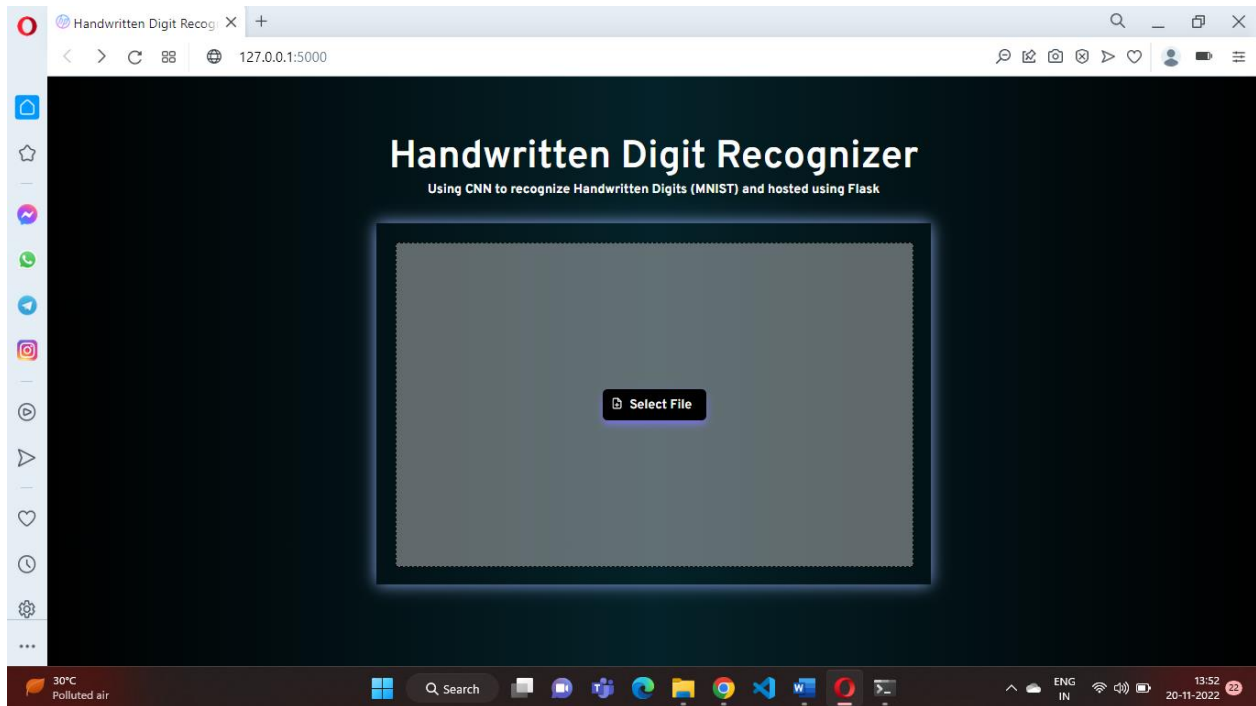 Handwritten Digit Recog
127.0.0.1:5000
Handwritten Digit Recognizer
Using CNN to recognize Handwritten Digits (MNIST) and hosted using Flask
Select File
30°C
Polluted air
Search
ENG
IN
13:52
20-11-2022
22